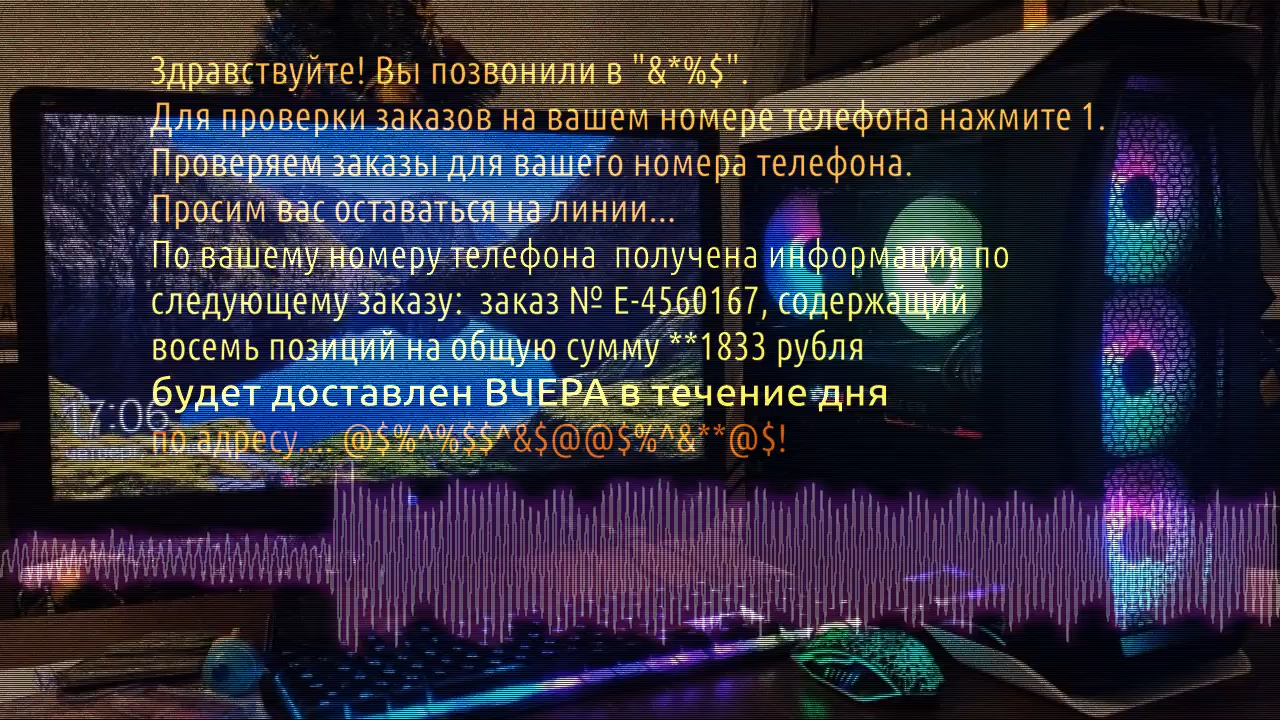 Здравствуйте! Вы позвонили в "&*%$".
Для проверки заказов на вашем номере телефона нажмите 1.
Проверяем заказы для вашего номера телефона.
Просим вас оставаться на линии...
По вашему номеру телефона  получена информация по
следующему заказу:  заказ № Е-4560167, содержащий
восемь позиций на общую сумму **1833 рубля
будет доставлен ВЧЕРА в течение дня
по адресу.... @$%^%$$^&$@@$%^&**@$!
17:06
четверг